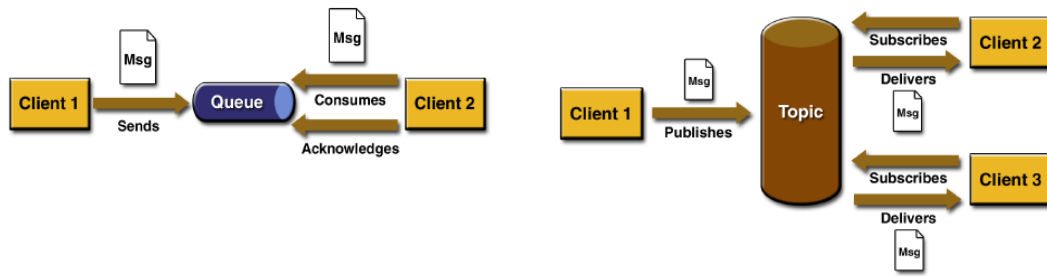 Msg
Msg
Client 1
Sends
Queue
Consumes
Acknowledges
Client 2
Client 1
Msg
Publishes
Topic
Subscribes
Delivers
Msg
Client 2
Subscribes
Delivers
Msg
Client 3